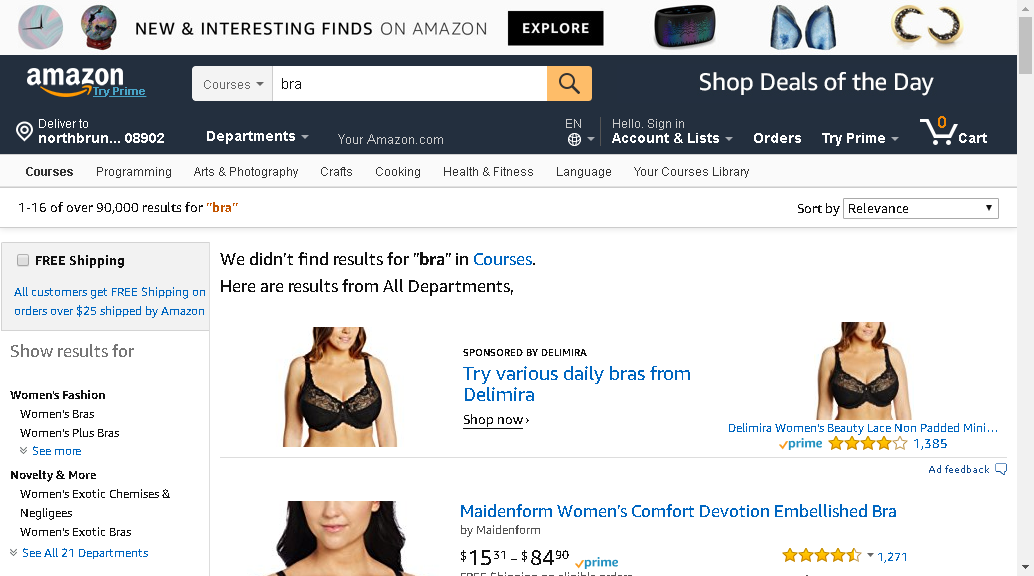 NEW & INTERESTING FINDS ON AMAZON EXPLORE
amazon
Try Prime
Courses
bra
Shop Deals of the Day
Deliver to
northbrun... 08902
Departments
Your Amazon.com
EN
Hello. Sign in
Account & Lists
Orders
Try Prime
0
Cart
Courses Programming Arts & Photography Crafts Cooking Health & Fitness Language Your Courses Library
1-16 of over 90,000 results for "bra"
Sort by Relevance
FREE Shipping
All customers get FREE Shipping on
orders over $25 shipped by Amazon
Show results for
Women's Fashion
Women's Bras
Women's Plus Bras
See more
Novelty & More
Women's Exotic Chemises &
Negligees
Women's Exotic Bras
See All 21 Departments
We didn't find results for "bra" in Courses.
Here are results from All Departments,
SPONSORED BY DELIMIRA
Try various daily bras from
Delimira
Shop now ›
Delimira Women's Beauty Lace Non Padded Mini...
prime 1,385
Ad feedback
Maidenform Women's Comfort Devotion Embellished Bra
by Maidenform
$15 31 - $84 90 prime
1,271
FREE Shipping on eligible orders